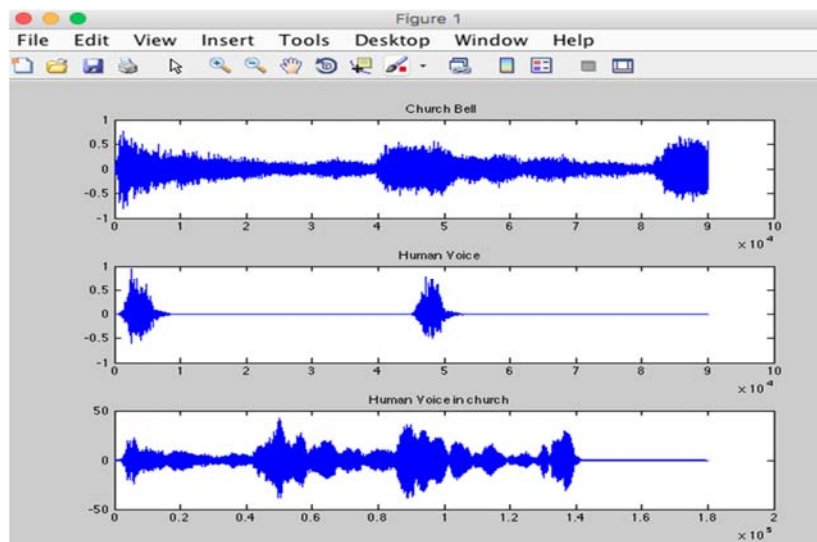 Figure 1
File Edit View Insert Tools Desktop Window Help
Church Bell
1
0.5
0
-0.5
-1
0 1 2 3 4 5 6 7 8 9 10
× 10^4
Human Voice
1
0.5
0
-0.5
-1
0 1 2 3 4 5 6 7 8 9 10
× 10^4
Human Voice in church
50
0
-50
0 0.2 0.4 0.6 0.8 1 1.2 1.4 1.6 1.8 2
× 10^5